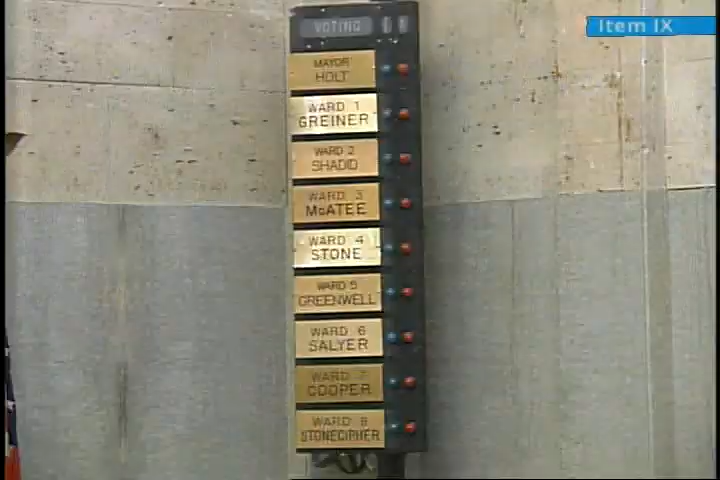 Item IX
VOTING
MAYOR
HOLT
WARD 1
GREINER
WARD 2
SHADID
WARD 3
McATEE
WARD 4
STONE
WARD 5
GREENWELL
WARD 6
SALYER
WARD 7
COOPER
WARD 8
STONECIPHER